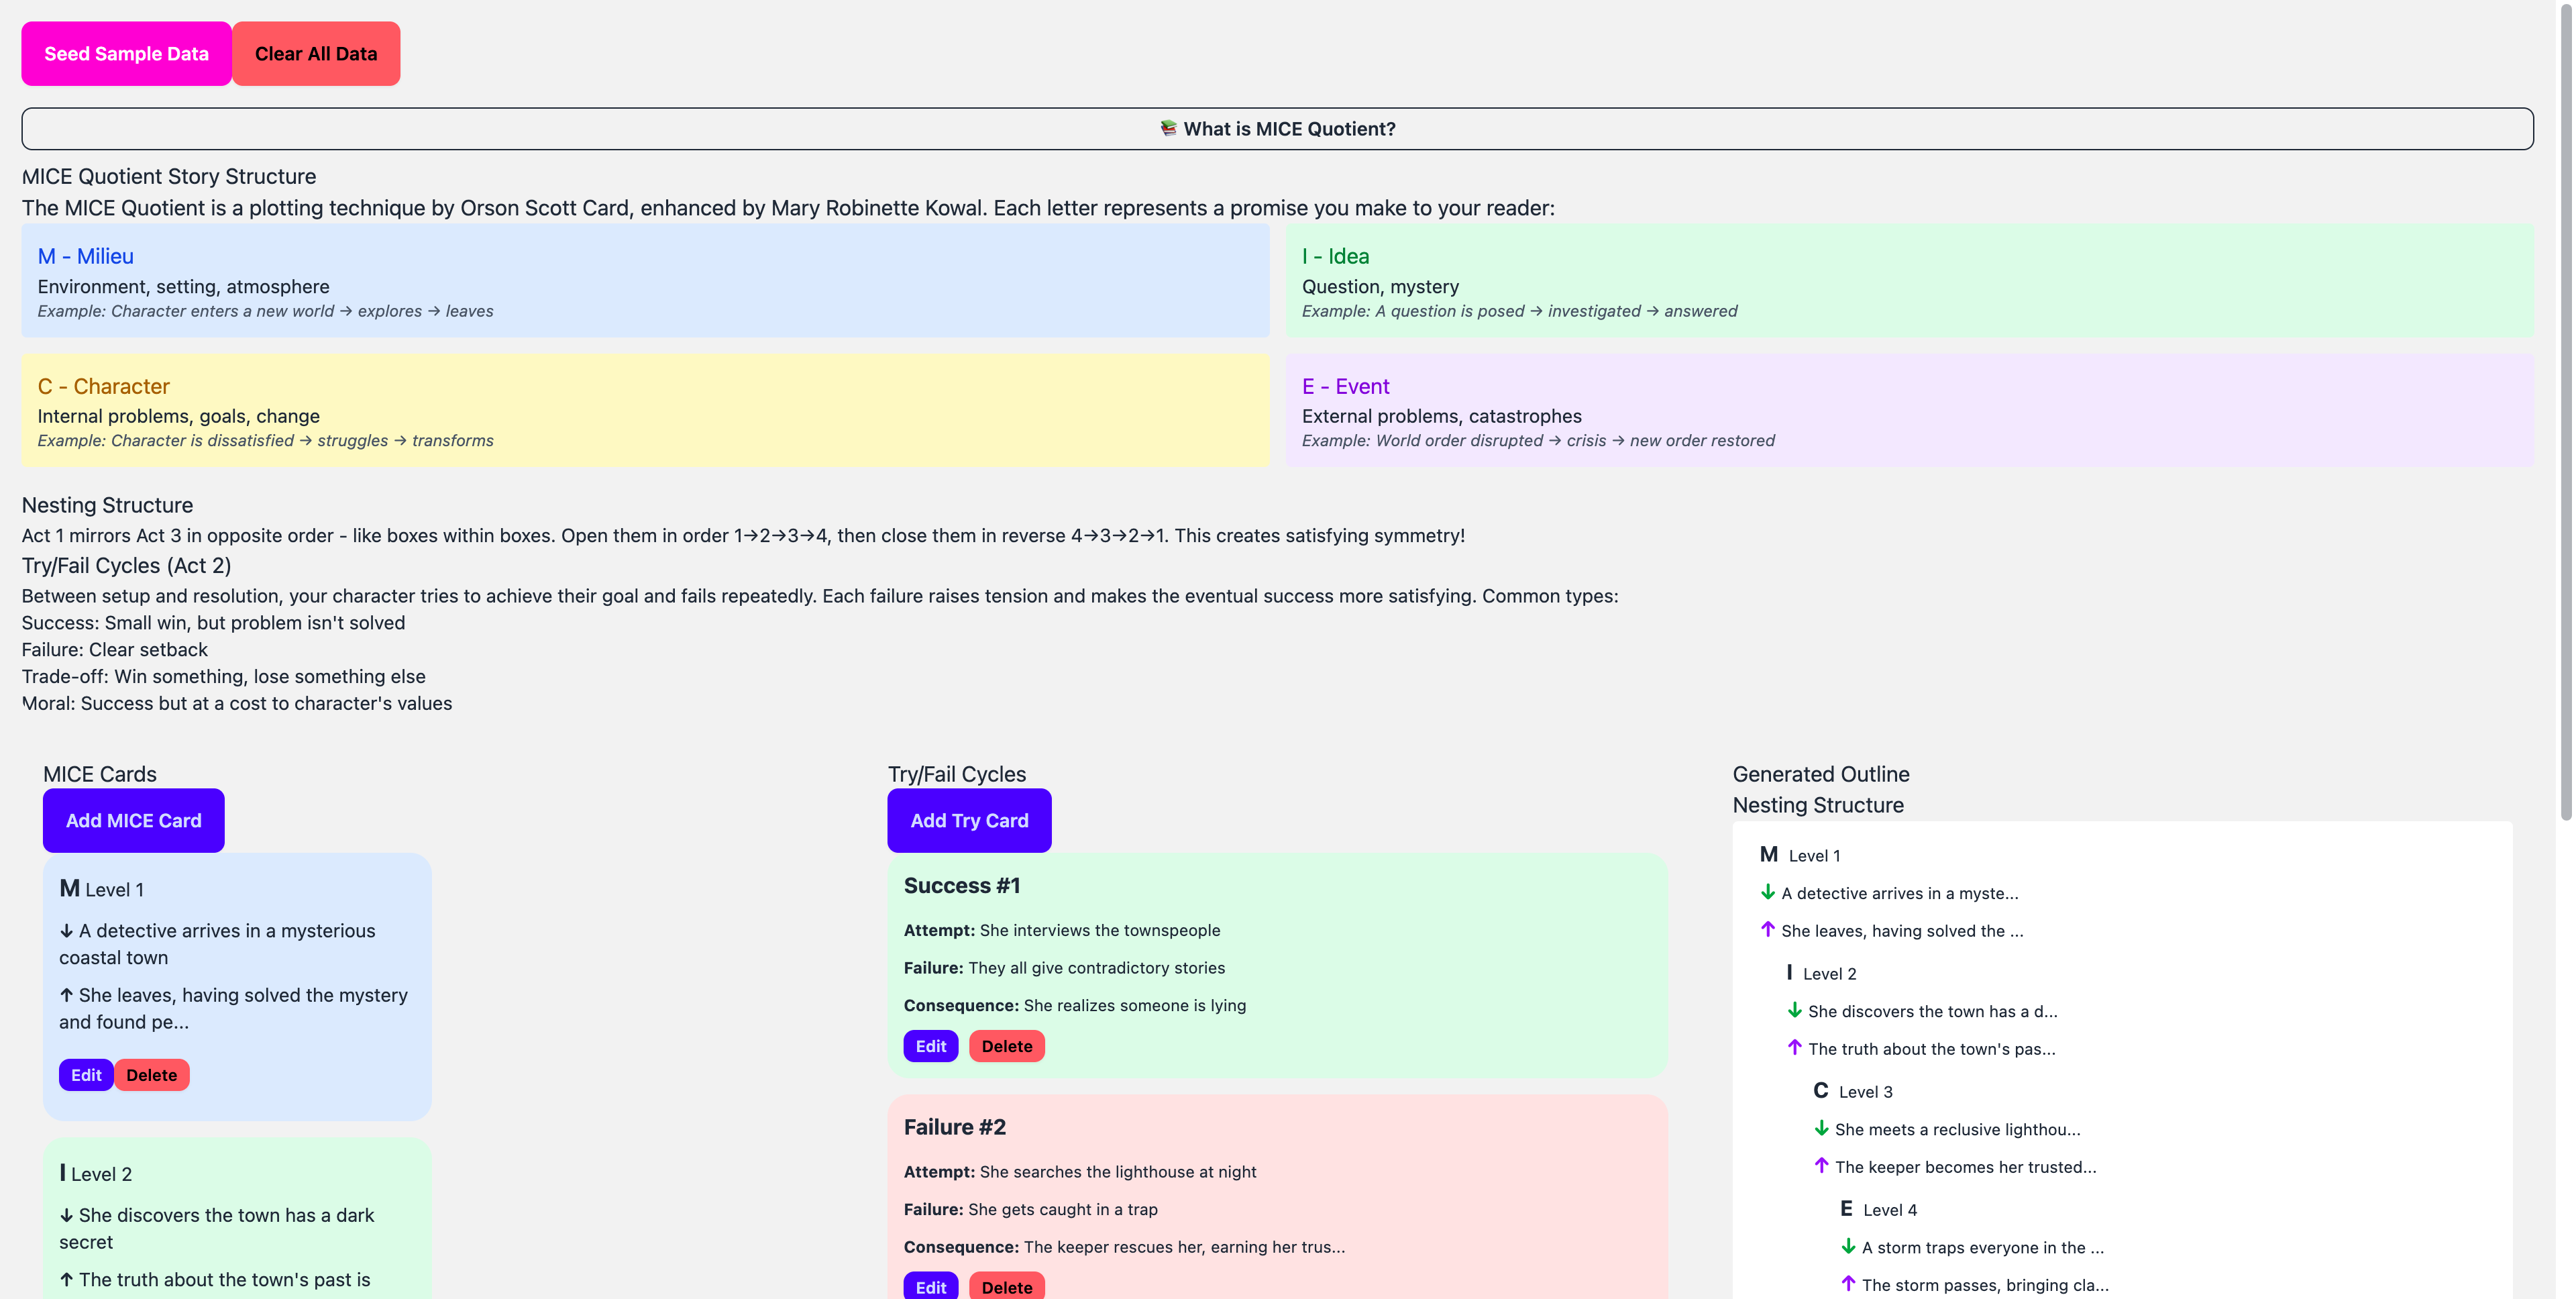 Seed Sample Data
Clear All Data
📚 What is MICE Quotient?
MICE Quotient Story Structure
The MICE Quotient is a plotting technique by Orson Scott Card, enhanced by Mary Robinette Kowal. Each letter represents a promise you make to your reader:
M - Milieu
Environment, setting, atmosphere
Example: Character enters a new world → explores → leaves
I - Idea
Question, mystery
Example: A question is posed → investigated → answered
C - Character
Internal problems, goals, change
Example: Character is dissatisfied → struggles → transforms
E - Event
External problems, catastrophes
Example: World order disrupted → crisis → new order restored
Nesting Structure
Act 1 mirrors Act 3 in opposite order - like boxes within boxes. Open them in order 1→2→3→4, then close them in reverse 4→3→2→1. This creates satisfying symmetry!
Try/Fail Cycles (Act 2)
Between setup and resolution, your character tries to achieve their goal and fails repeatedly. Each failure raises tension and makes the eventual success more satisfying. Common types:
Success: Small win, but problem isn't solved
Failure: Clear setback
Trade-off: Win something, lose something else
Moral: Success but at a cost to character's values
MICE Cards
Add MICE Card
M Level 1
↓ A detective arrives in a mysterious
coastal town
↑ She leaves, having solved the mystery
and found pe...
Edit
Delete
I Level 2
↓ She discovers the town has a dark
secret
↑ The truth about the town's past is
Try/Fail Cycles
Add Try Card
Success #1
Attempt: She interviews the townspeople
Failure: They all give contradictory stories
Consequence: She realizes someone is lying
Edit
Delete
Failure #2
Attempt: She searches the lighthouse at night
Failure: She gets caught in a trap
Consequence: The keeper rescues her, earning her trus...
Edit
Delete
Generated Outline
Nesting Structure
M Level 1
↓ A detective arrives in a myste...
↑ She leaves, having solved the ...
I Level 2
↓ She discovers the town has a d...
↑ The truth about the town's pas...
C Level 3
↓ She meets a reclusive lighthou...
↑ The keeper becomes her trusted...
E Level 4
↓ A storm traps everyone in the ...
↑ The storm passes, bringing cla...